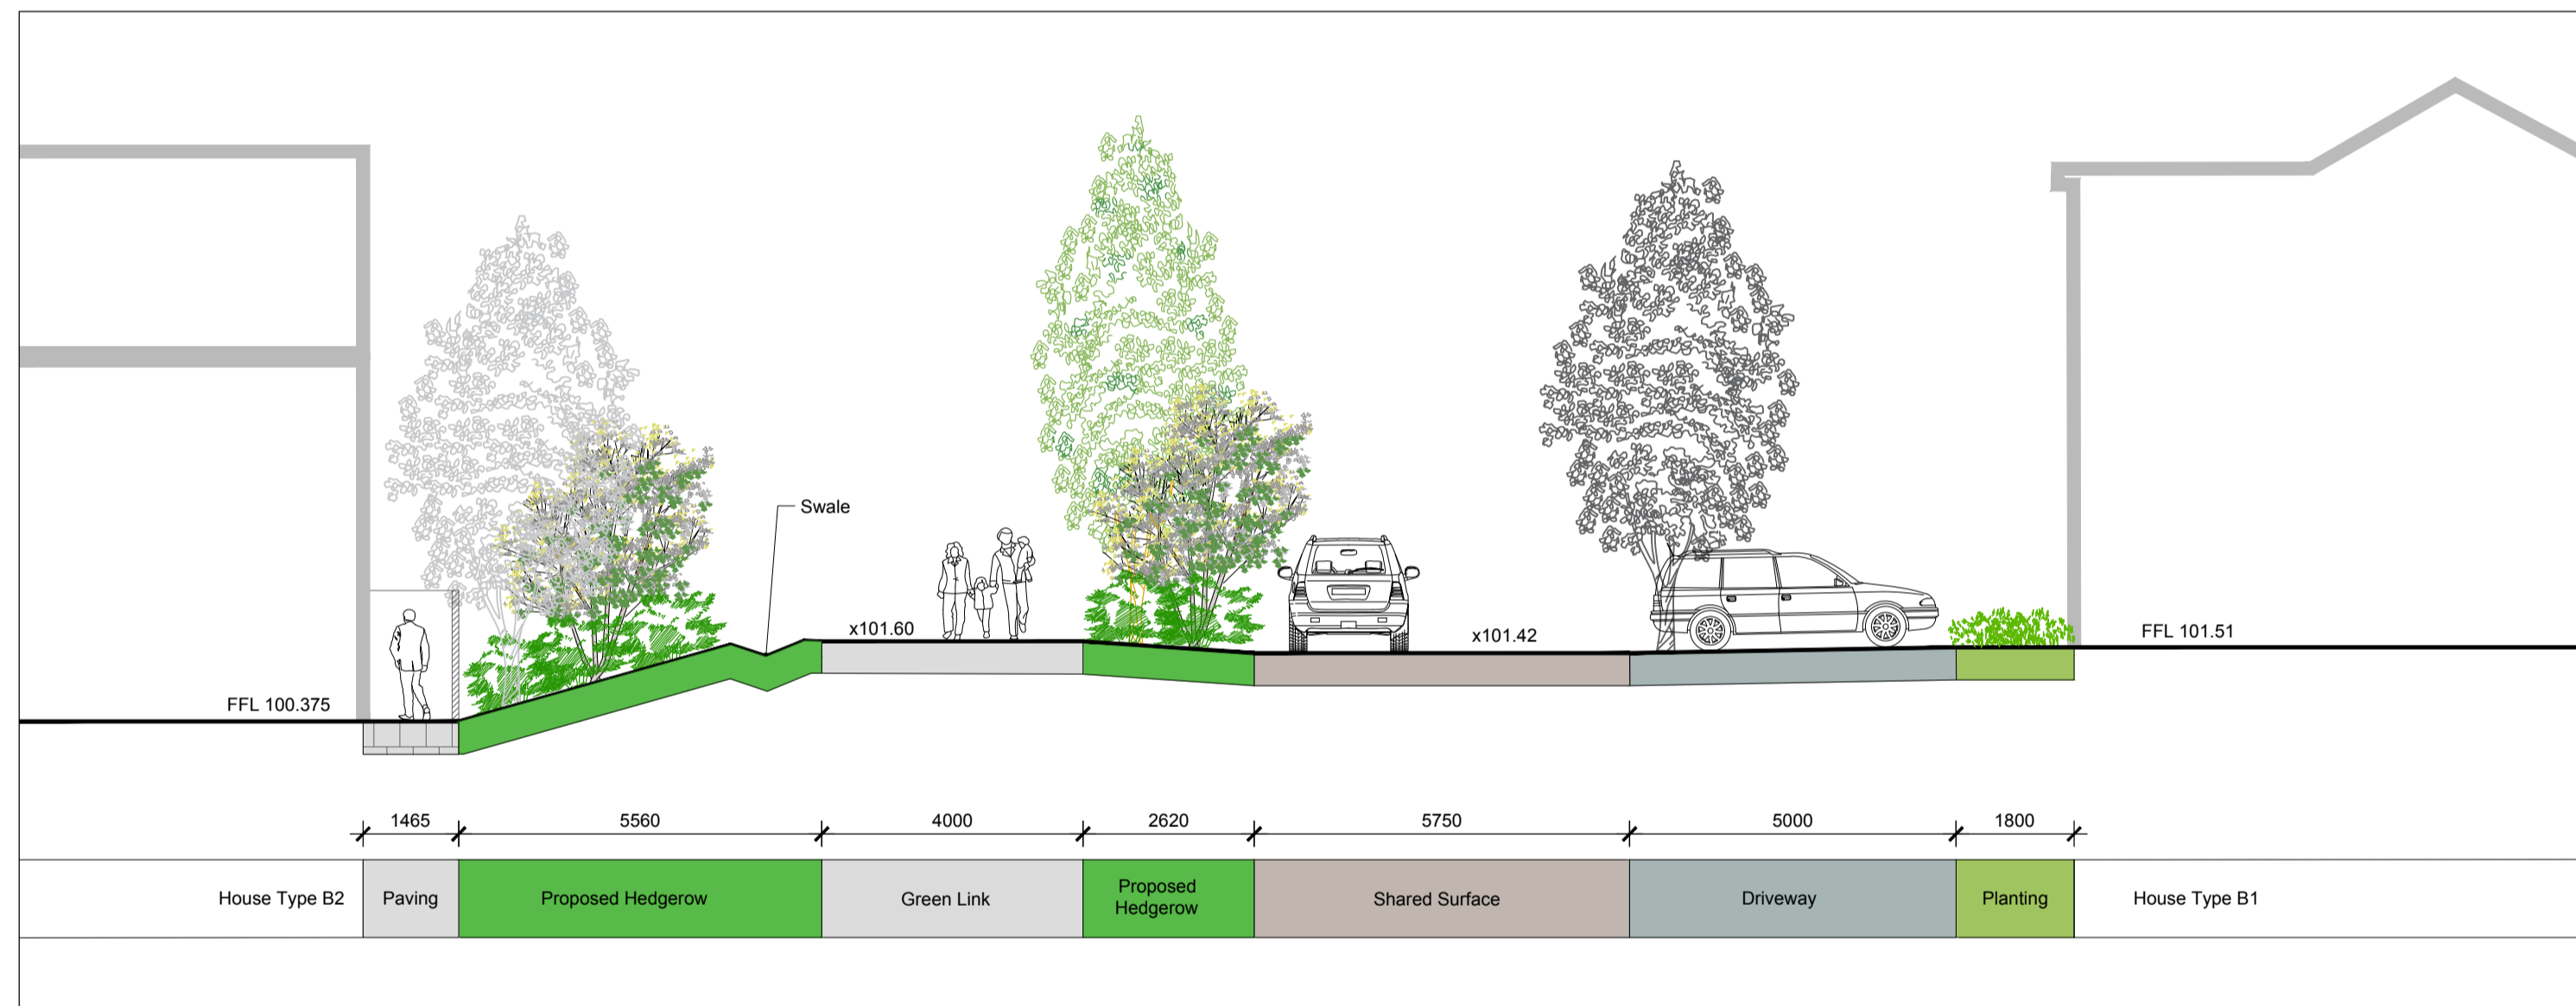 Swale
x101.60
x101.42
FFL 101.51
FFL 100.375
1465
5560
4000
2620
5750
5000
1800
House Type B2
Paving
Proposed Hedgerow
Green Link
Proposed
Hedgerow
Shared Surface
Driveway
Planting
House Type B1